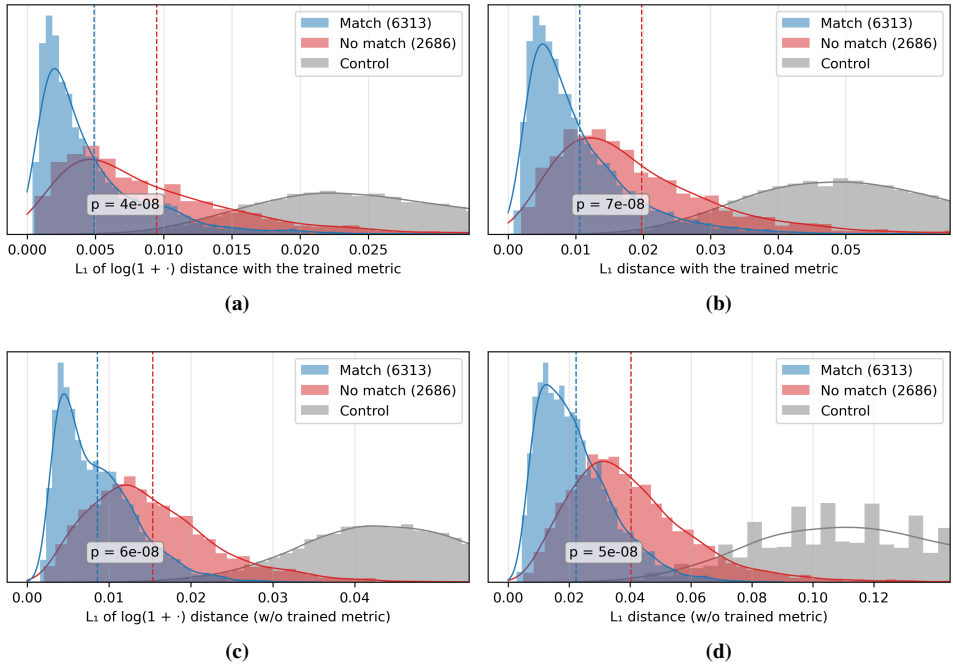 Match (6313)
No match (2686)
Control
p = 4e-08
0.000 0.005 0.010 0.015 0.020 0.025
L₁ of log(1 + ·) distance with the trained metric
(a)
Match (6313)
No match (2686)
Control
p = 7e-08
0.00 0.01 0.02 0.03 0.04 0.05
L₁ distance with the trained metric
(b)
Match (6313)
No match (2686)
Control
p = 6e-08
0.00 0.01 0.02 0.03 0.04
L₁ of log(1 + ·) distance (w/o trained metric)
(c)
Match (6313)
No match (2686)
Control
p = 5e-08
0.00 0.02 0.04 0.06 0.08 0.10 0.12
L₁ distance (w/o trained metric)
(d)